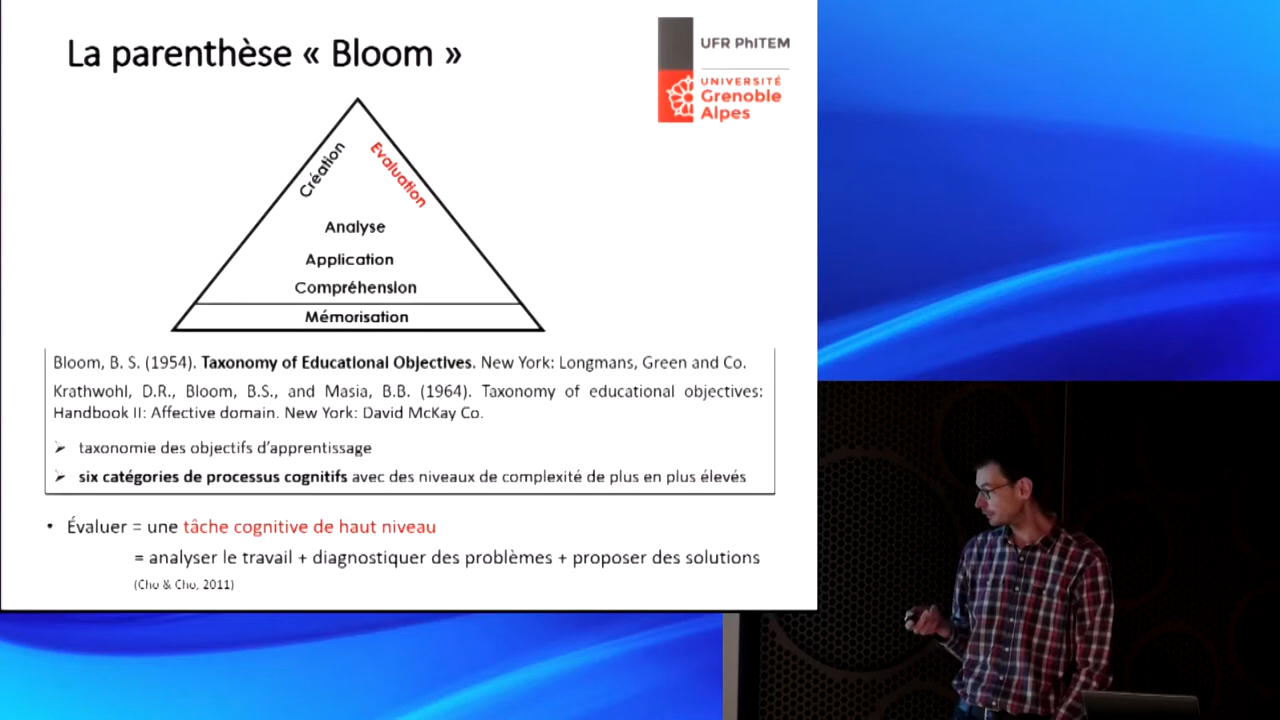 La parenthèse « Bloom »
UFR PhITEM
UNIVERSITÉ
Grenoble
Alpes
Création
Evaluation
Analyse
Application
Compréhension
Mémorisation
Bloom, B. S. (1954). Taxonomy of Educational Objectives. New York: Longmans, Green and Co.
Krathwohl, D.R., Bloom, B.S., and Masia, B.B. (1964). Taxonomy of educational objectives:
Handbook II: Affective domain. New York: David McKay Co.
➢ taxonomie des objectifs d’apprentissage
➢ six catégories de processus cognitifs avec des niveaux de complexité de plus en plus élevés
• Évaluer = une tâche cognitive de haut niveau
= analyser le travail + diagnostiquer des problèmes + proposer des solutions
(Cho & Cho, 2011)